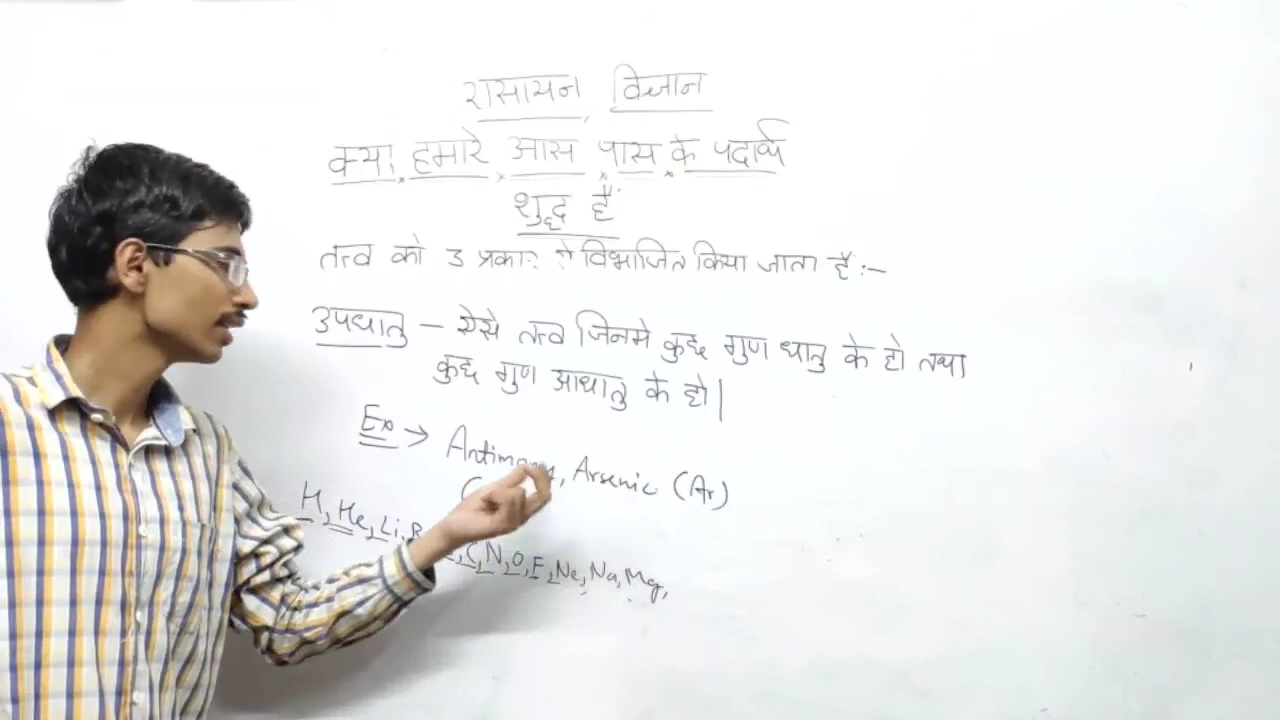 रासायन विज्ञान
क्या हमारे आस पास के पदार्थ
शुद्ध हैं
तत्व को 3 प्रकार से विभाजित किया जाता है :-
उपधातु - ऐसे तत्व जिनमे कुछ गुण धातु के हो तथा
कुछ गुण आधातु के हो |
Ex → Antimony, Arsenic (Ar)
H, He, Li, C, N, O, F, Ne, Na, Mg,